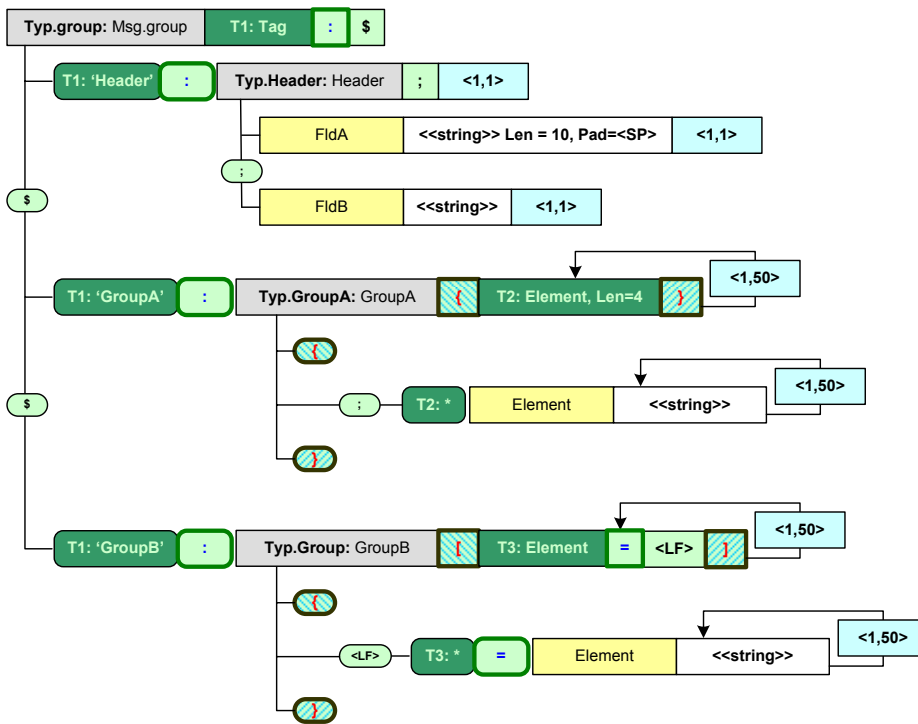 Typ.group: Msg.group T1: Tag : $
T1: ‘Header’ : Typ.Header: Header ; <1,1>
FldA <<string>> Len = 10, Pad=<SP> <1,1>
;
FldB <<string>> <1,1>
$
<1,50>
T1: ‘GroupA’ : Typ.GroupA: GroupA { T2: Element, Len=4 }
{
<1,50>
; T2: * Element <<string>>
}
$
<1,50>
T1: ‘GroupB’ : Typ.Group: GroupB [ T3: Element = <LF> ]
{
<1,50>
<LF> T3: * = Element <<string>>
}